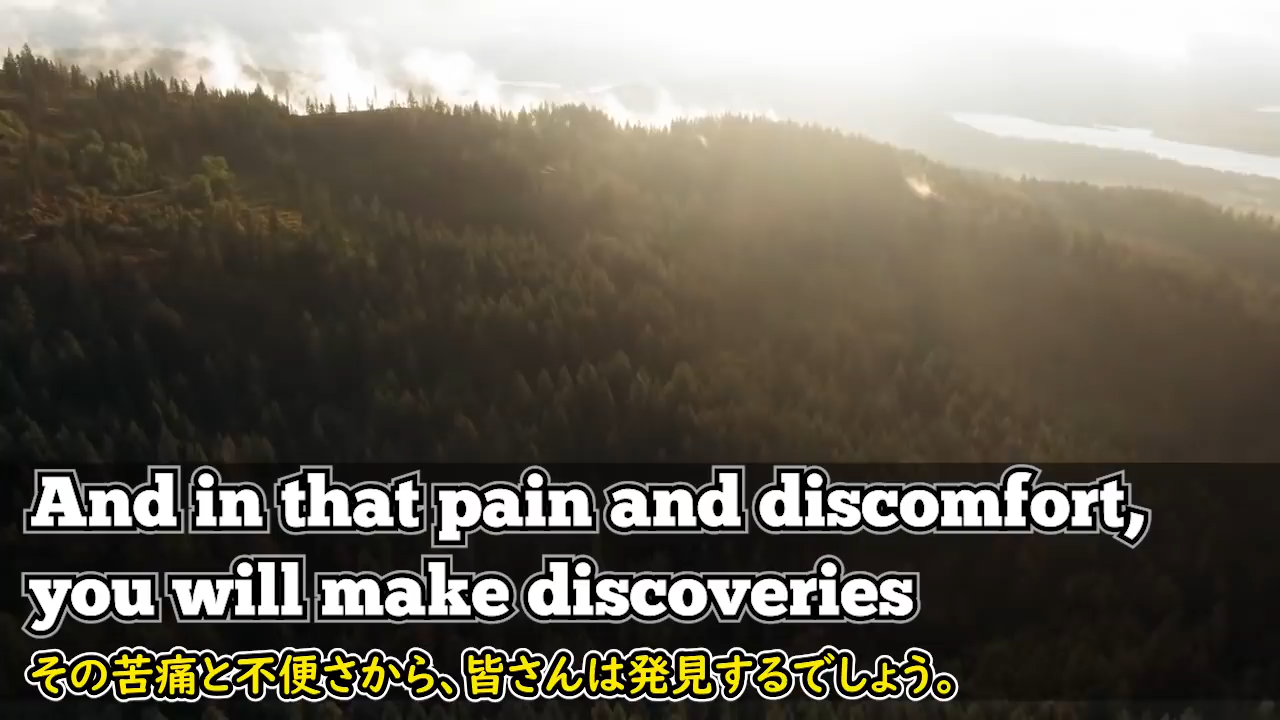 And in that pain and discomfort,
you will make discoveries
その苦痛と不便さから、皆さんは発見するでしょう。